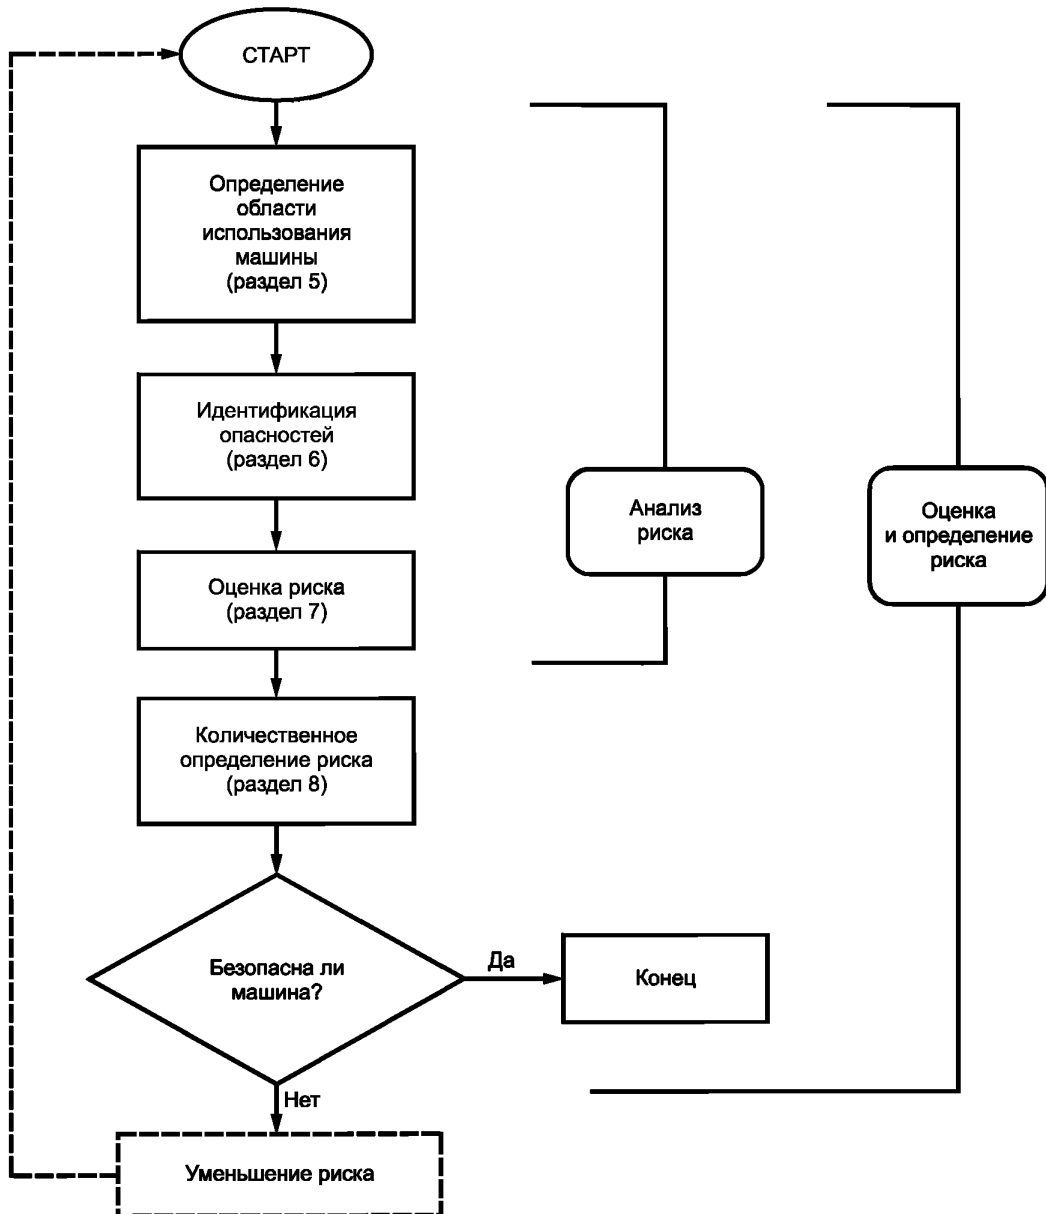 СТАРТ
Определение
области
использования
машины
(раздел 5)
Идентификация
опасностей
(раздел 6)
Оценка риска
(раздел 7)
Количественное
определение риска
(раздел 8)
Безопасна ли
машина?
Да
Конец
Нет
Уменьшение риска
Анализ
риска
Оценка
и определение
риска